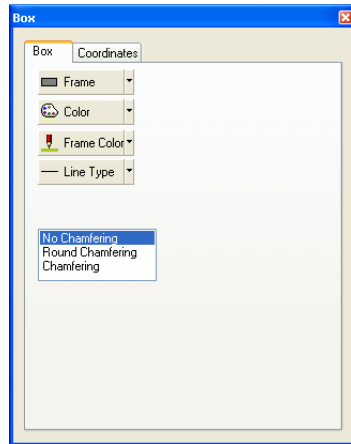 Box
Box Coordinates
Frame
Color
Frame Color
Line Type
No Chamfering
Round Chamfering
Chamfering